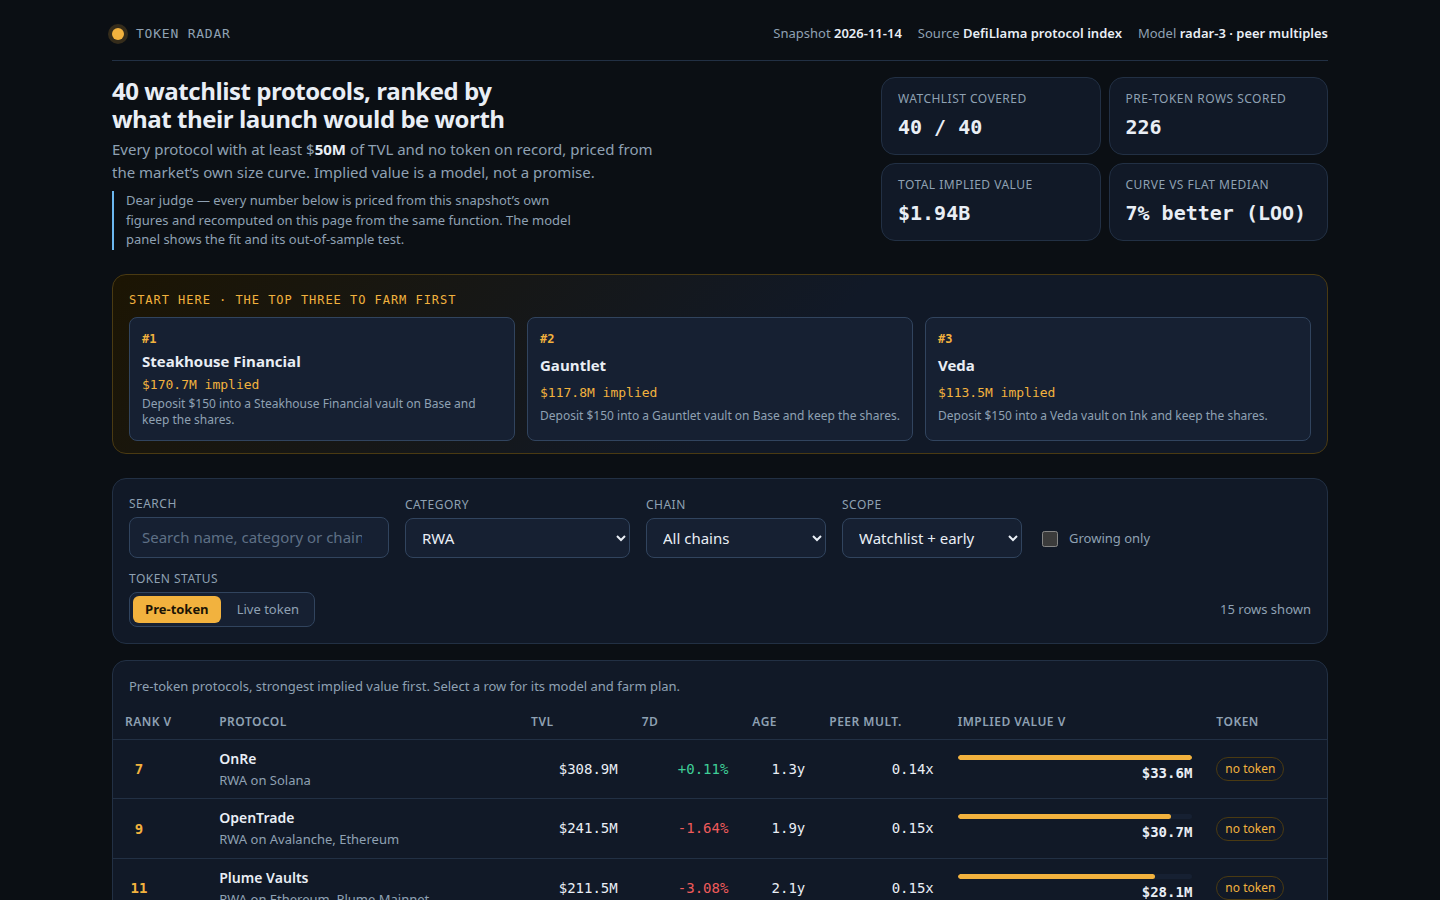 TOKEN RADAR
Snapshot 2026-11-14 Source DefiLlama protocol index Model radar-3 · peer multiples
40 watchlist protocols, ranked by
what their launch would be worth
Every protocol with at least $50M of TVL and no token on record, priced from
the market's own size curve. Implied value is a model, not a promise.
Dear judge — every number below is priced from this snapshot's own
figures and recomputed on this page from the same function. The model
panel shows the fit and its out-of-sample test.
WATCHLIST COVERED
40 / 40
PRE-TOKEN ROWS SCORED
226
TOTAL IMPLIED VALUE
$1.94B
CURVE VS FLAT MEDIAN
7% better (LOO)
START HERE · THE TOP THREE TO FARM FIRST
#1
Steakhouse Financial
$170.7M implied
Deposit $150 into a Steakhouse Financial vault on Base and
keep the shares.
#2
Gauntlet
$117.8M implied
Deposit $150 into a Gauntlet vault on Base and keep the shares.
#3
Veda
$113.5M implied
Deposit $150 into a Veda vault on Ink and keep the shares.
SEARCH
Search name, category or chain
CATEGORY
RWA
CHAIN
All chains
SCOPE
Watchlist + early
Growing only
TOKEN STATUS
Pre-token Live token
15 rows shown
Pre-token protocols, strongest implied value first. Select a row for its model and farm plan.
RANK V PROTOCOL TVL 7D AGE PEER MULT. IMPLIED VALUE V TOKEN
7 OnRe $308.9M +0.11% 1.3y 0.14x $33.6M no token
RWA on Solana
9 OpenTrade $241.5M -1.64% 1.9y 0.15x $30.7M no token
RWA on Avalanche, Ethereum
11 Plume Vaults $211.5M -3.08% 2.1y 0.15x $28.1M no token
RWA on Ethereum, Plume Mainnet